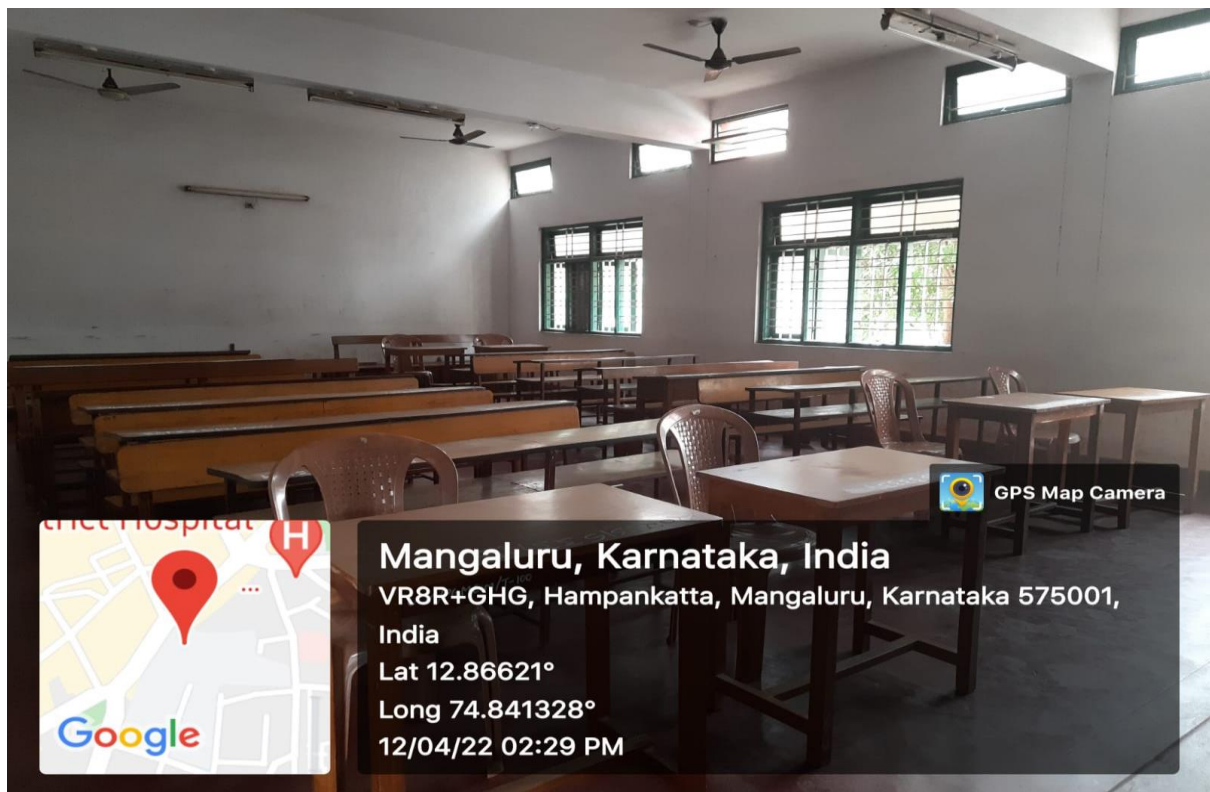 GPS Map Camera
Hospital
H
Google
Mangaluru, Karnataka, India
VR8R+GHG, Hampankatta, Mangaluru, Karnataka 575001,
India
Lat 12.86621°
Long 74.841328°
12/04/22 02:29 PM